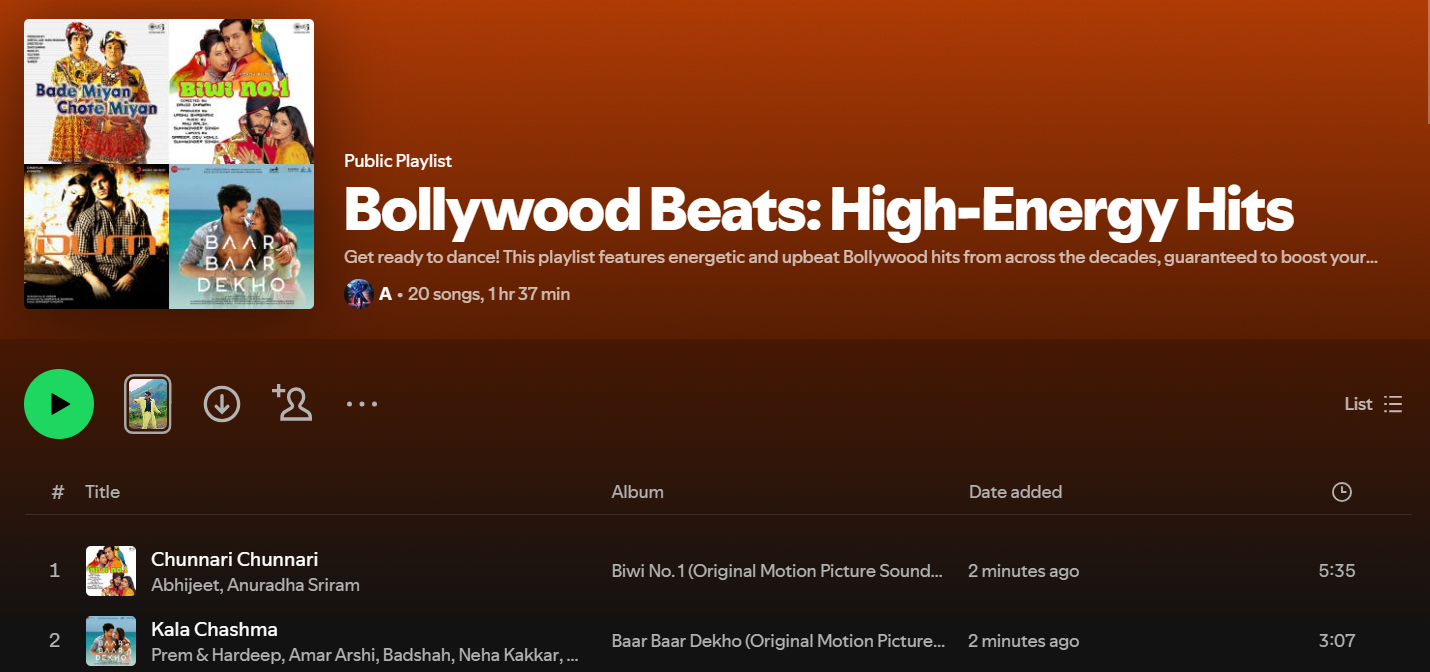 Bade Miyan
Chote Miyan
Biwi no.1
DUM
BAAR
BAAR
DEKHO
Public Playlist
Bollywood Beats: High-Energy Hits
Get ready to dance! This playlist features energetic and upbeat Bollywood hits from across the decades, guaranteed to boost your...
A • 20 songs, 1 hr 37 min
List
# Title Album Date added
1 Chunnari Chunnari Biwi No. 1 (Original Motion Picture Sound... 2 minutes ago 5:35
Abhijeet, Anuradha Sriram
2 Kala Chashma Baar Baar Dekho (Original Motion Picture... 2 minutes ago 3:07
Prem & Hardeep, Amar Arshi, Badshah, Neha Kakkar, ...